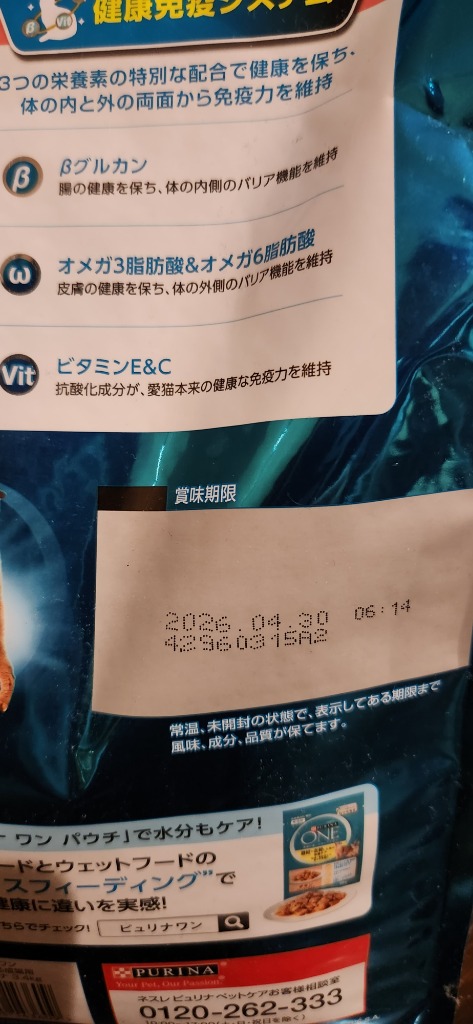 健康免疫システム
β Vit
3つの栄養素の特別な配合で健康を保ち、
体の内と外の両面から免疫力を維持
β
βグルカン
腸の健康を保ち、体の内側のバリア機能を維持
ω
オメガ3脂肪酸&オメガ6脂肪酸
皮膚の健康を保ち、体の外側のバリア機能を維持
Vit
ビタミンE&C
抗酸化成分が、愛猫本来の健康な免疫力を維持
賞味期限
2026.04.30 06:14
42960315A2
常温、未開封の状態で、表示してある期限まで
風味、成分、品質が保てます。
ワン パウチ」で水分もケア!
ードとウェットフードの
スフィーディング"で
健康に違いを実感!
ちらでチェック! ピュリナワン
PURINA
ONE
PURINA
Your Pet, Our Passion.
ネスレ ピュリナ ペットケアお客様相談室
0120-262-333